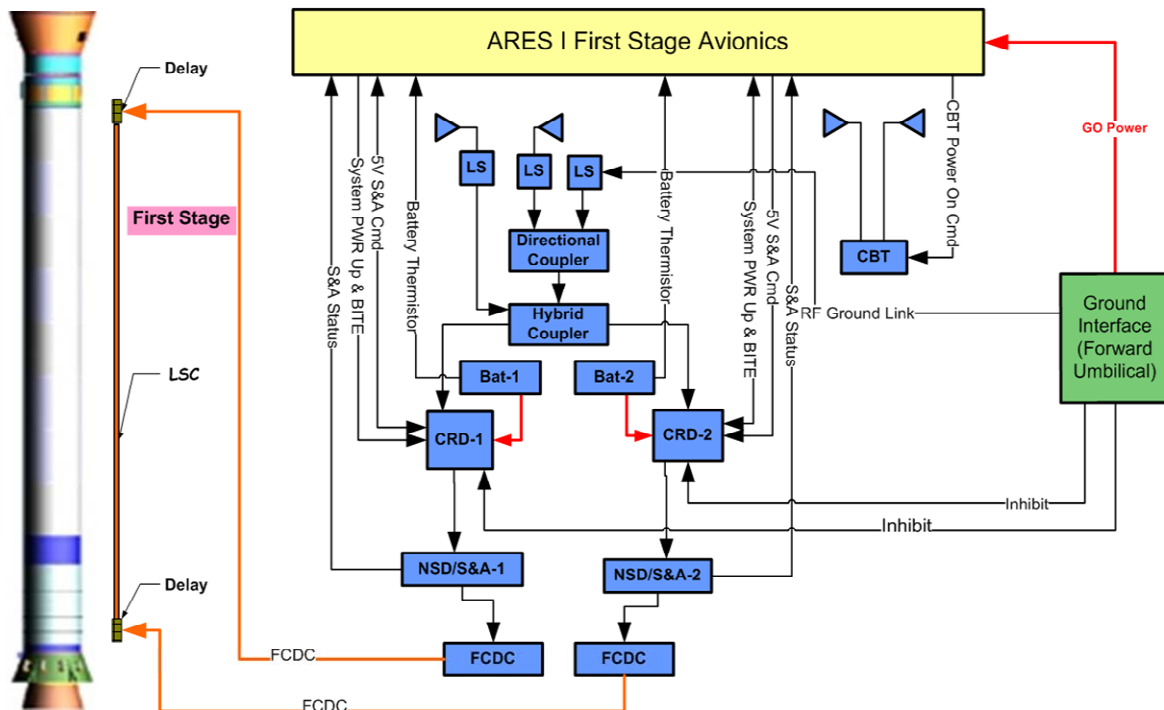 ARES I First Stage Avionics
Delay
GO Power
LS
LS
LS
CBT Power On Cmd
First Stage
S&A Status
System PWR Up & BITE
5V S&A Cmd
Battery Thermistor
Battery Thermistor
System PWR Up & BITE
5V S&A Cmd
S&A Status
Directional
Coupler
CBT
Hybrid
Coupler
RF Ground Link
Ground
Interface
(Forward
Umbilical)
LSC
Bat-1
Bat-2
CRD-1
CRD-2
Inhibit
Inhibit
NSD/S&A-1
NSD/S&A-2
Delay
FCDC
FCDC
FCDC
FCDC